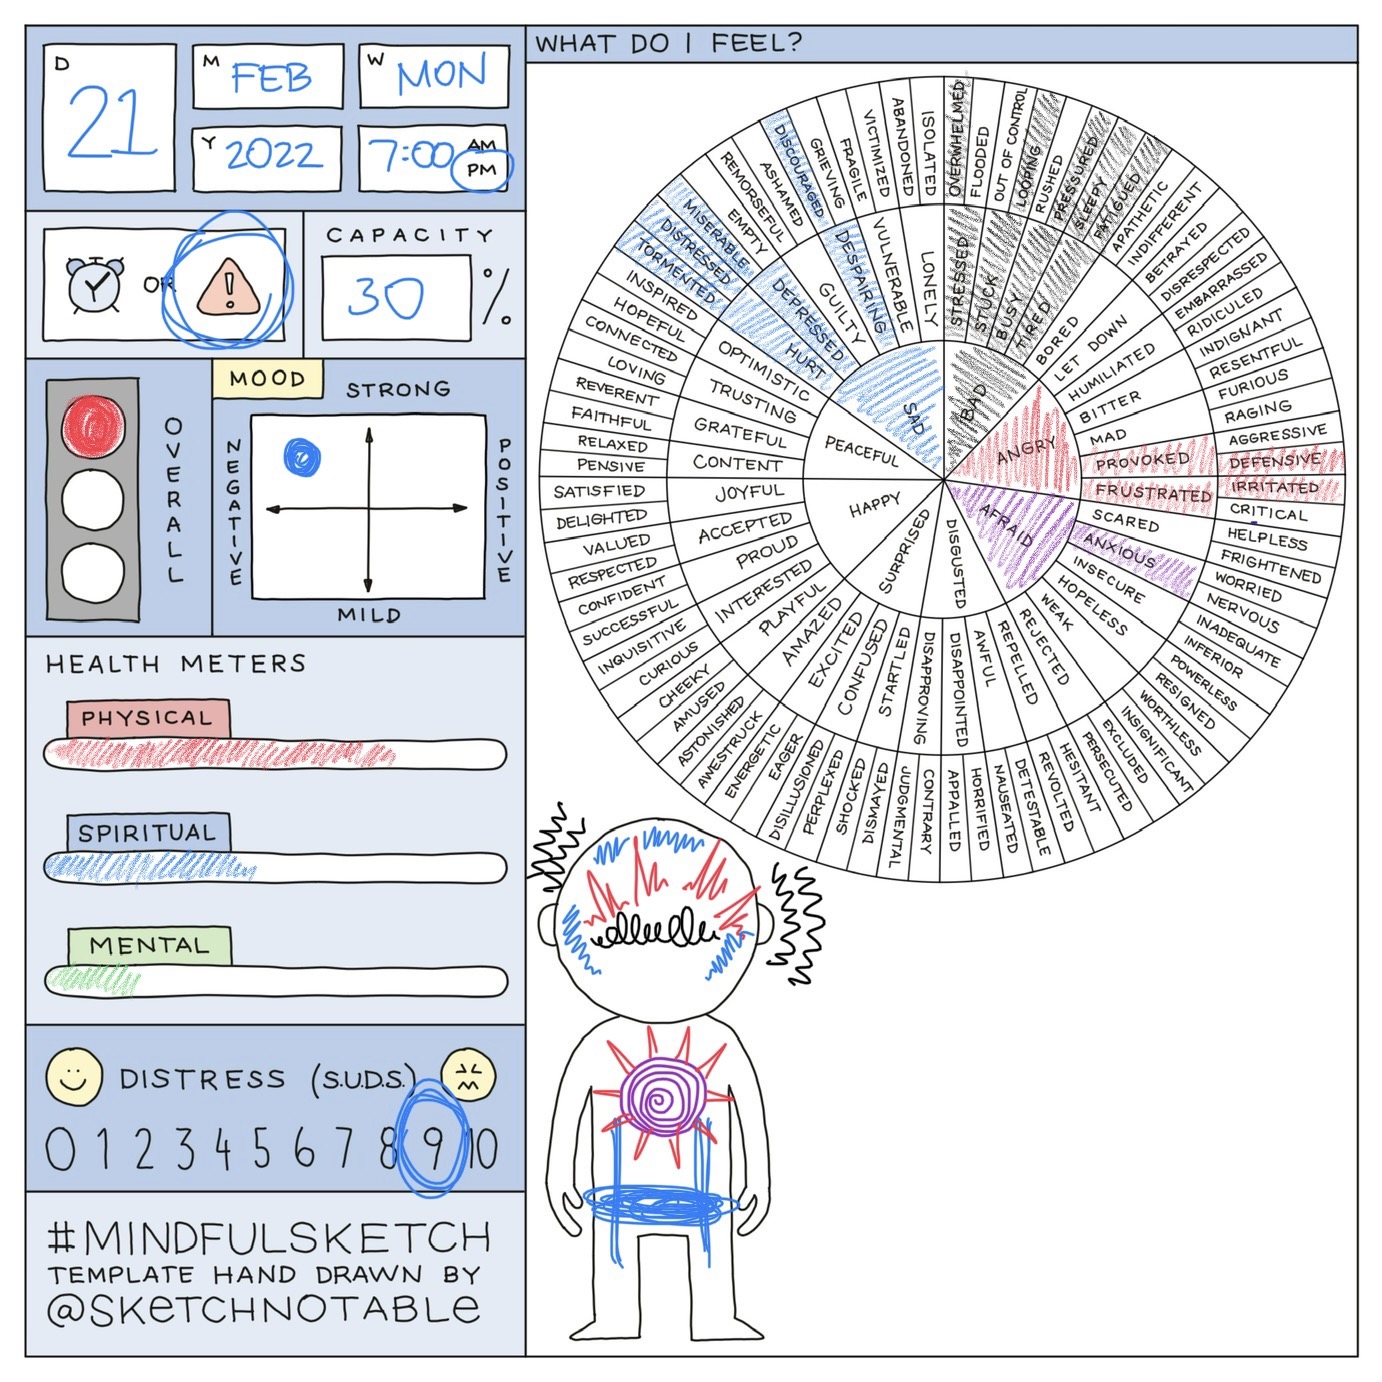 D
21
M
FEB
W
MON
Y
2022
7:00
AM
PM
OR
!
CAPACITY
30 %
OVERALL
MOOD
STRONG
NEGATIVE
POSITIVE
MILD
HEALTH METERS
PHYSICAL
SPIRITUAL
MENTAL
DISTRESS (S.U.D.S.)
0 1 2 3 4 5 6 7 8 9 10
#MINDFULSKETCH
TEMPLATE HAND DRAWN BY
@SKETCHNOTABLE
WHAT DO I FEEL?
BAD
ANGRY
AFRAID
DISGUSTED
SURPRISED
HAPPY
PEACEFUL
SAD
STRESSED
STUCK
BUSY
TIRED
BORED
LET DOWN
HUMILIATED
BITTER
MAD
PROVOKED
FRUSTRATED
SCARED
ANXIOUS
INSECURE
HOPELESS
WEAK
REJECTED
REPELLED
AWFUL
DISAPPOINTED
DISAPPROVING
STARTLED
CONFUSED
EXCITED
AMAZED
PLAYFUL
INTERESTED
PROUD
ACCEPTED
JOYFUL
CONTENT
GRATEFUL
TRUSTING
OPTIMISTIC
HURT
DEPRESSED
GUILTY
DESPAIRING
VULNERABLE
LONELY
OVERWHELMED
FLOODED
OUT OF CONTROL
LOOPING
RUSHED
PRESSURED
SLEEPY
FATIGUED
APATHETIC
INDIFFERENT
BETRAYED
DISRESPECTED
EMBARRASSED
RIDICULED
INDIGNANT
RESENTFUL
FURIOUS
RAGING
AGGRESSIVE
DEFENSIVE
IRRITATED
CRITICAL
HELPLESS
FRIGHTENED
WORRIED
NERVOUS
INADEQUATE
INFERIOR
POWERLESS
RESIGNED
WORTHLESS
INSIGNIFICANT
EXCLUDED
PERSECUTED
HESITANT
REVOLTED
DETESTABLE
NAUSEATED
HORRIFIED
APPALLED
CONTRARY
JUDGMENTAL
DISMAYED
SHOCKED
PERPLEXED
DISILLUSIONED
EAGER
ENERGETIC
AWESTRUCK
ASTONISHED
AMUSED
CHEEKY
CURIOUS
INQUISITIVE
SUCCESSFUL
CONFIDENT
RESPECTED
VALUED
DELIGHTED
SATISFIED
PENSIVE
RELAXED
FAITHFUL
REVERENT
LOVING
CONNECTED
HOPEFUL
INSPIRED
TORMENTED
DISTRESSED
MISERABLE
EMPTY
REMORSEFUL
ASHAMED
DISCOURAGED
GRIEVING
FRAGILE
VICTIMIZED
ABANDONED
ISOLATED